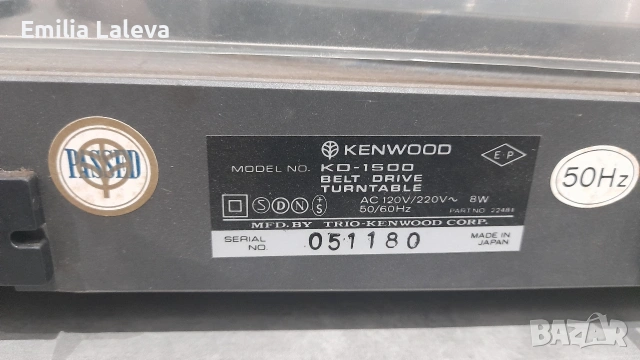 Emilia Laleva
PASSED
KENWOOD
MODEL NO. KD-1500
BELT DRIVE
TURNTABLE
E·P
S D N +S
AC 120V/220V~ 8W
50/60Hz
PART NO.
MFD. BY TRIO-KENWOOD CORP.
SERIAL NO. 051180
MADE IN JAPAN
50Hz
BAZAR